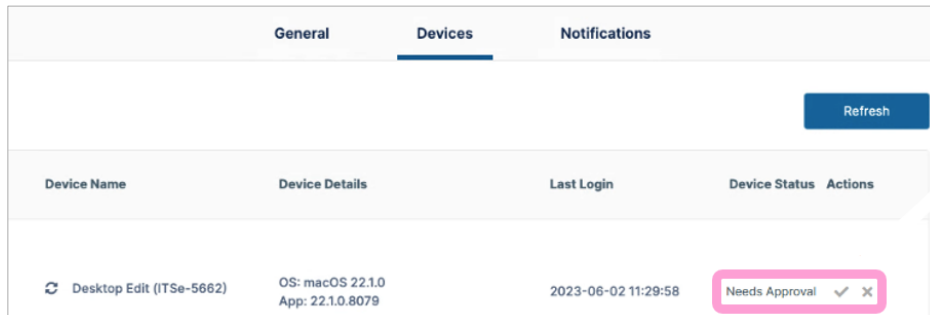 General Devices Notifications
Refresh
Device Name Device Details Last Login Device Status Actions
Desktop Edit (ITSe-5662) OS: macOS 22.1.0 2023-06-02 11:29:58 Needs Approval
App: 22.1.0.8079